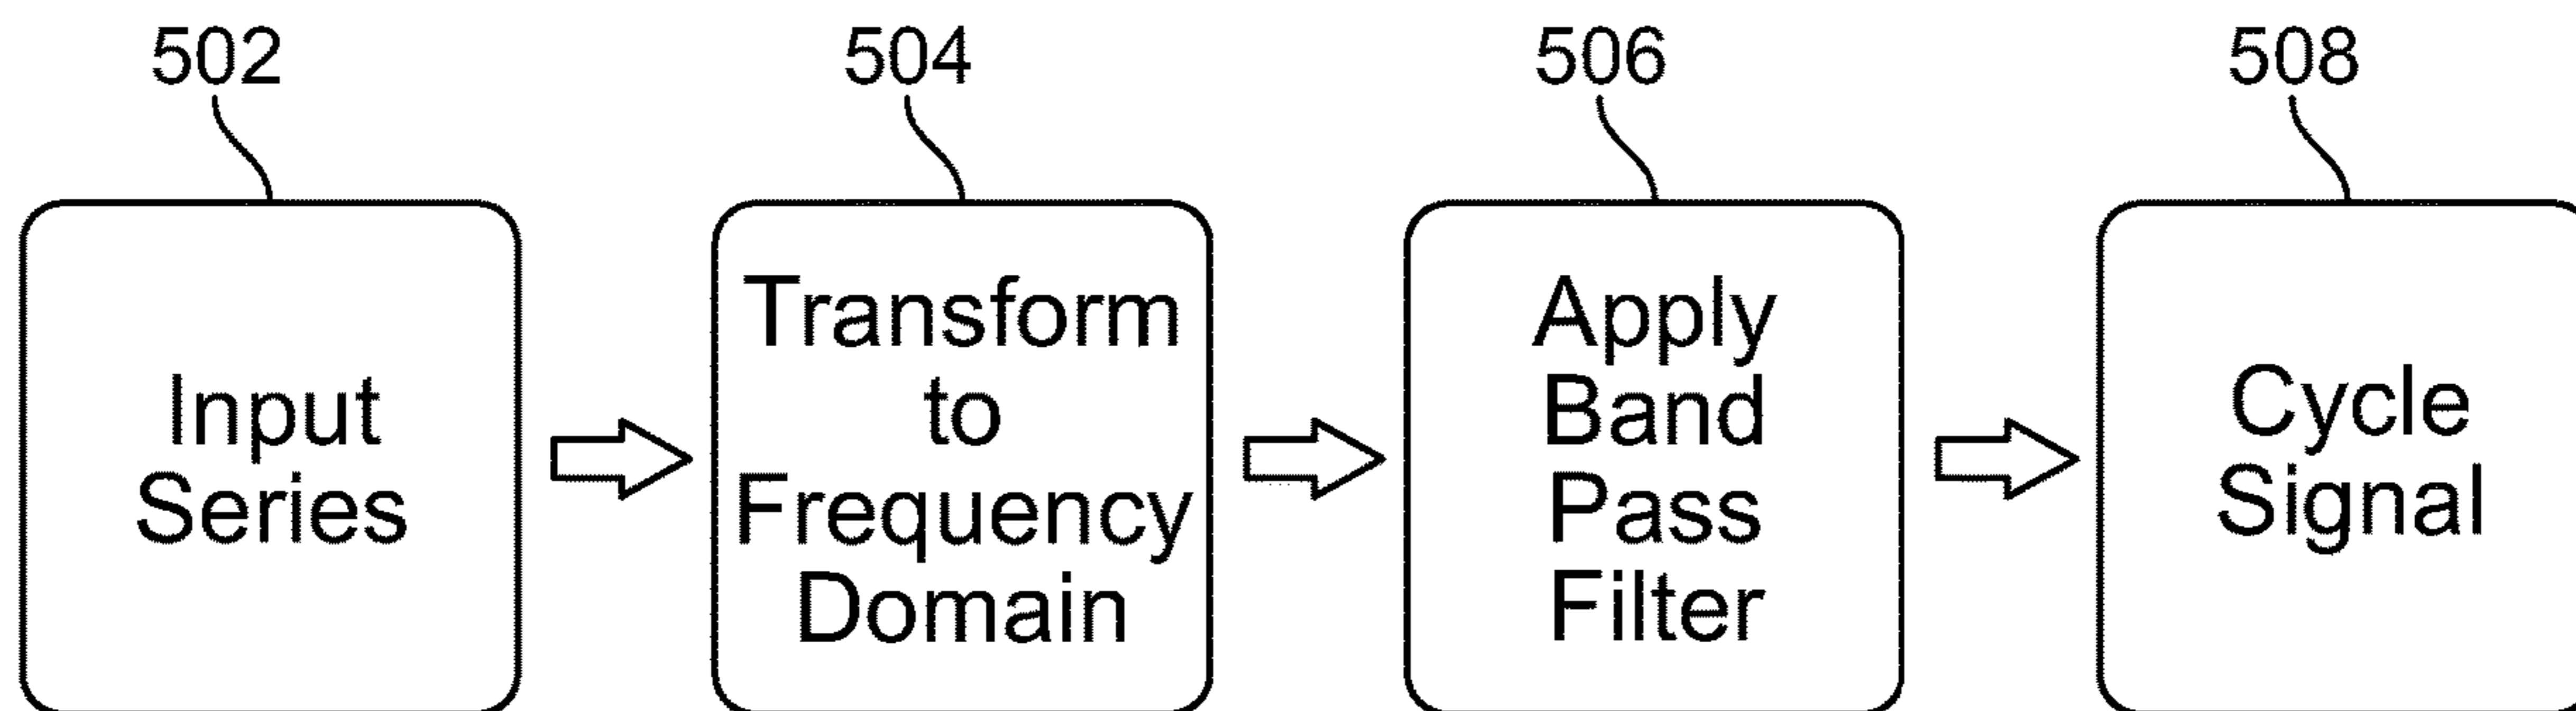 502
504
506
508
Input
Series
Transform
to
Frequency
Domain
Apply
Band
Pass
Filter
Cycle
Signal